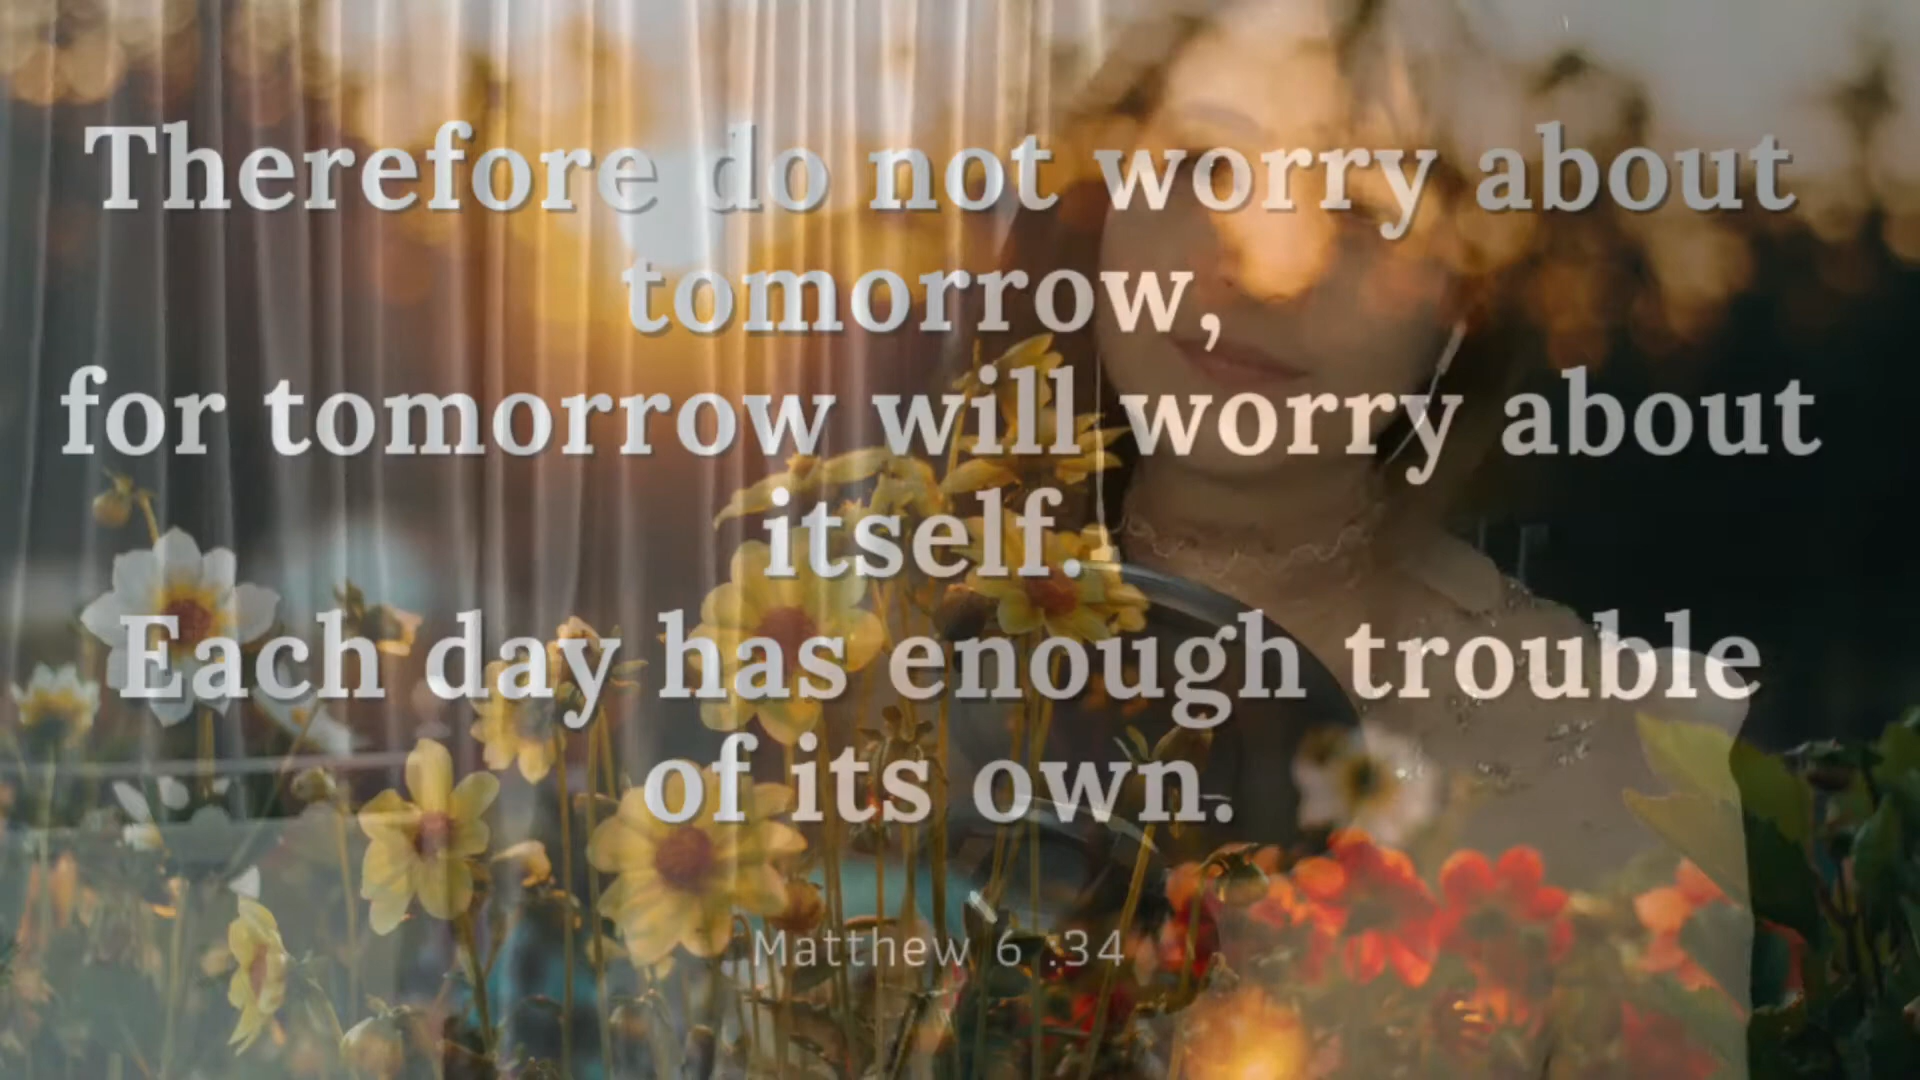 Therefore do not worry about
tomorrow,
for tomorrow will worry about
itself.
Each day has enough trouble
of its own.
Matthew 6 :34